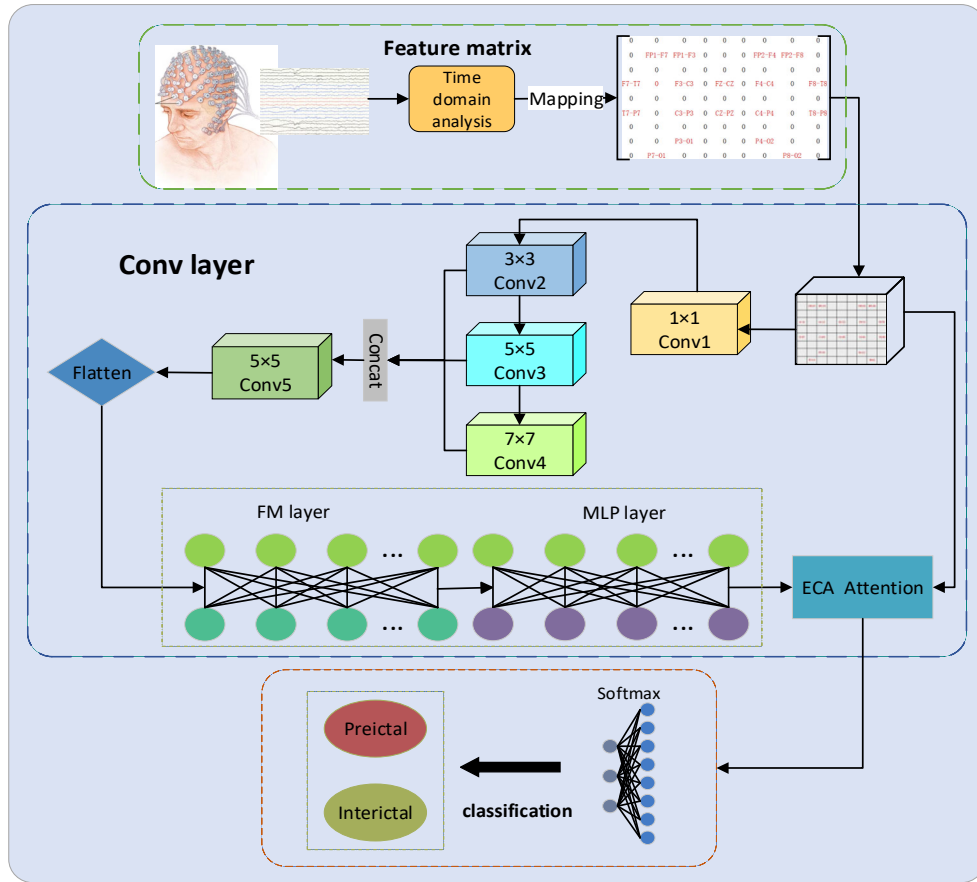 Feature matrix
Time
domain
analysis
Mapping
0 0 0 0 0 0 0 0 0
0 FP1-F7 FP1-F3 0 0 0 FP2-F4 FP2-F8 0
0 0 0 0 0 0 0 0 0
F7-T7 0 F3-C3 0 FZ-CZ 0 F4-C4 0 F8-T8
0 0 0 0 0 0 0 0 0
T7-P7 0 C3-P3 0 CZ-PZ 0 C4-P4 0 T8-P8
0 0 0 0 0 0 0 0 0
0 0 P3-O1 0 0 0 P4-O2 0 0
0 P7-O1 0 0 0 0 0 P8-O2 0
Conv layer
3×3
Conv2
1×1
Conv1
5×5
Conv3
Concat
5×5
Conv5
Flatten
7×7
Conv4
FM layer
MLP layer
...
...
...
...
ECA Attention
Softmax
Preictal
Interictal
classification